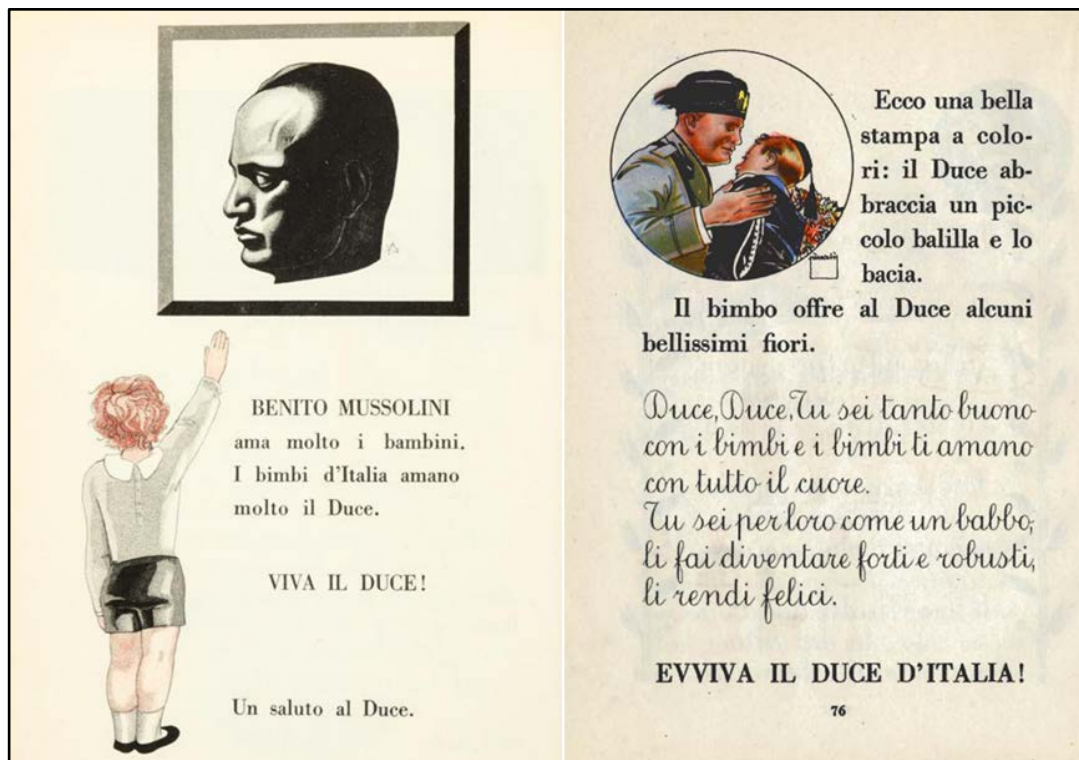 BENITO MUSSOLINI
ama molto i bambini.
I bimbi d'Italia amano
molto il Duce.
VIVA IL DUCE!
Un saluto al Duce.
Ecco una bella
stampa a colo-
ri: il Duce ab-
braccia un pic-
colo balilla e lo
bacia.
Il bimbo offre al Duce alcuni
bellissimi fiori.
Duce, Duce, Tu sei tanto buono
con i bimbi e i bimbi ti amano
con tutto il cuore.
Tu sei per loro come un babbo;
li fai diventare forti e robusti,
li rendi felici.
EVVIVA IL DUCE D'ITALIA!
76